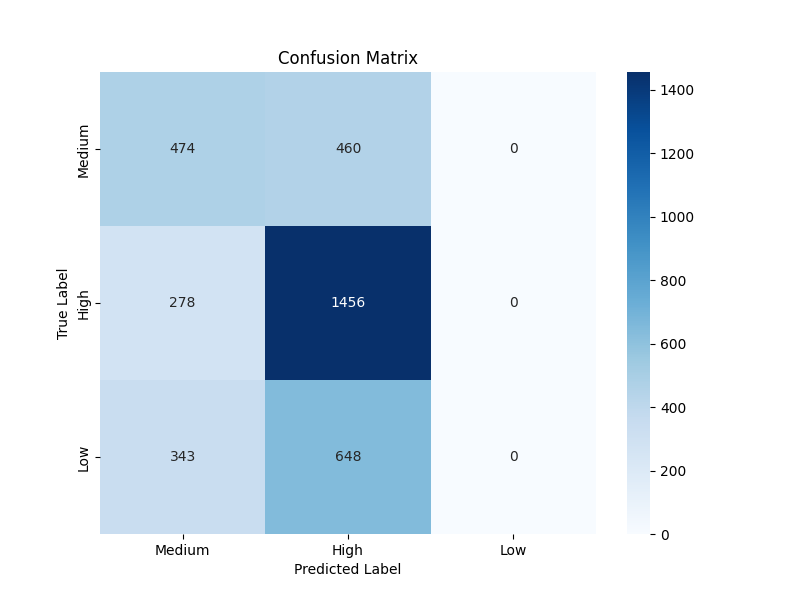 Confusion Matrix
True Label
Medium 474 460 0
High 278 1456 0
Low 343 648 0
Medium High Low
Predicted Label
1400
1200
1000
800
600
400
200
0